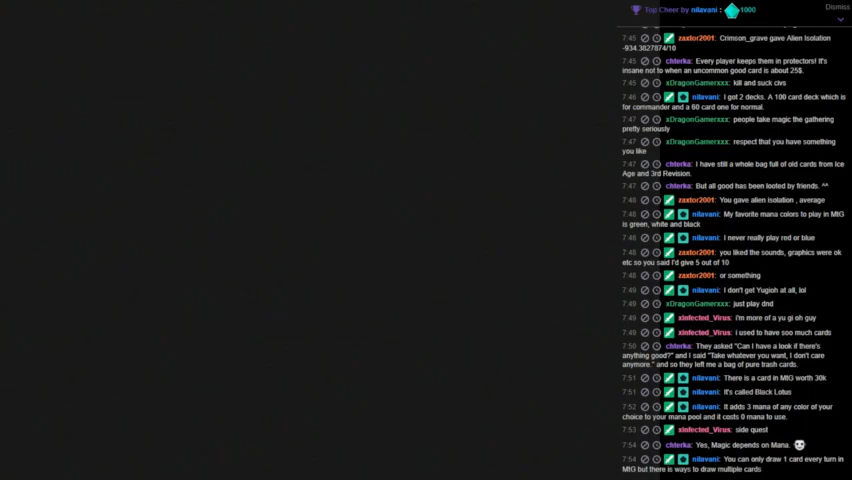 Top Cheer by nilavani : 1000
Dismiss
7:45 zaxtor2001: Crimson_grave gave Alien Isolation
-934.3827874/10
7:45 chterka: Every player keeps them in protectors! It's
insane not to when an uncommon good card is about 25$.
7:45 xDragonGamerxxx: kill and suck civs
7:46 nilavani: I got 2 decks. A 100 card deck which is
for commander and a 60 card one for normal.
7:47 xDragonGamerxxx: people take magic the gathering
pretty seriously
7:47 xDragonGamerxxx: respect that you have something
you like
7:47 chterka: I have still a whole bag full of old cards from Ice
Age and 3rd Revision.
7:47 chterka: But all good has been looted by friends. ^^
7:48 zaxtor2001: You gave alien isolation , average
7:48 nilavani: My favorite mana colors to play in MtG
is green, white and black
7:48 nilavani: I never really play red or blue
7:48 zaxtor2001: you liked the sounds, graphics were ok
etc so you said I'd give 5 out of 10
7:48 zaxtor2001: or something
7:49 nilavani: I don't get Yugioh at all, lol
7:49 xDragonGamerxxx: just play dnd
7:49 xInfected_Virus: i'm more of a yu gi oh guy
7:49 xInfected_Virus: i used to have soo much cards
7:50 chterka: They asked "Can I have a look if there's
anything good?" and I said "Take whatever you want, I don't care
anymore." and so they left me a bag of pure trash cards.
7:51 nilavani: There is a card in MtG worth 30k
7:51 nilavani: It's called Black Lotus
7:52 nilavani: It adds 3 mana of any color of your
choice to your mana pool and it costs 0 mana to use.
7:53 xInfected_Virus: side quest
7:54 chterka: Yes, Magic depends on Mana.
7:54 nilavani: You can only draw 1 card every turn in
MtG but there is ways to draw multiple cards